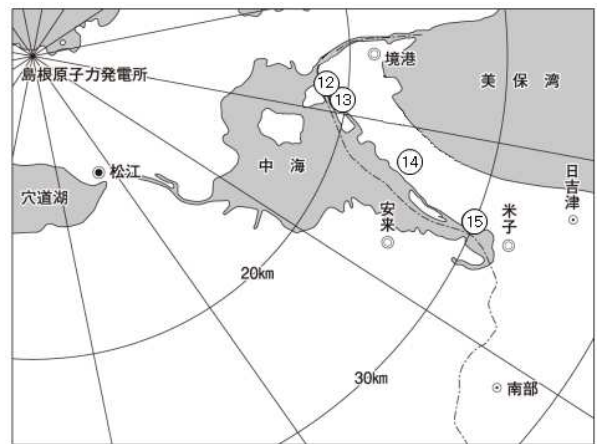 境港
島根原子力発電所
美保湾
⑫
⑬
中海
⑭
日吉津
松江
宍道湖
安来
⑮
米子
20km
30km
南部